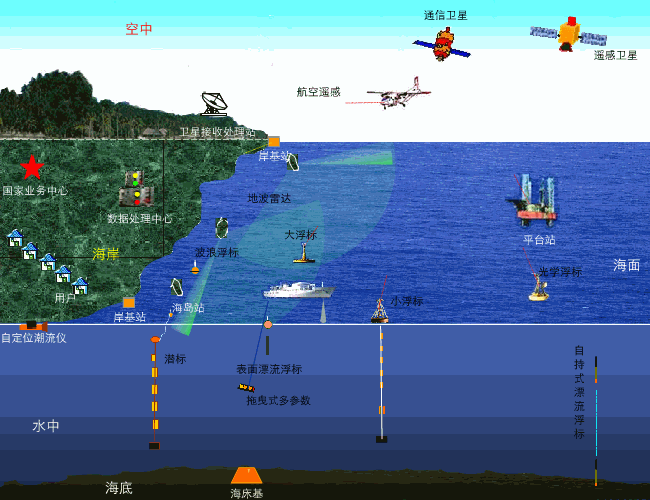 通信卫星
空中
遥感卫星
航空遥感
卫星接收处理站
岸基站
国家业务中心
地波雷达
数据处理中心
大浮标
平台站
波浪浮标
海岸
海面
光学浮标
用户
海岛站
小浮标
岸基站
自定位潮流仪
自持式漂流浮标
潜标
表面漂流浮标
拖曳式多参数
水中
海底
海床基